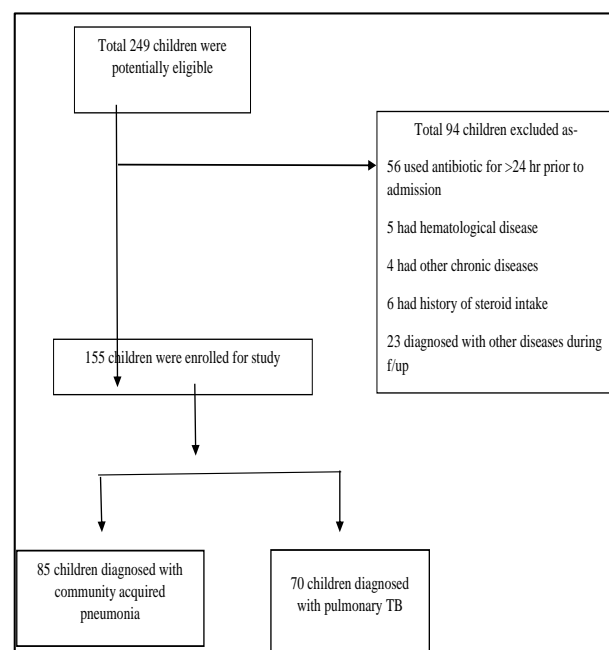 Total 249 children were
potentially eligible
Total 94 children excluded as-
56 used antibiotic for >24 hr prior to
admission
5 had hematological disease
4 had other chronic diseases
6 had history of steroid intake
23 diagnosed with other diseases during
f/up
155 children were enrolled for study
85 children diagnosed with
community acquired
pneumonia
70 children diagnosed
with pulmonary TB